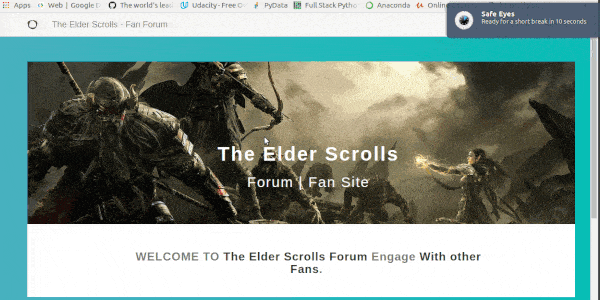 Apps
Web | Google D
The world's lead
Udacity - Free O
PyData
Full Stack Pytho
Anaconda
Onlin
Safe Eyes
Ready for a short break in 10 seconds
The Elder Scrolls - Fan Forum
The Elder Scrolls
Forum | Fan Site
WELCOME TO The Elder Scrolls Forum Engage With other
Fans.